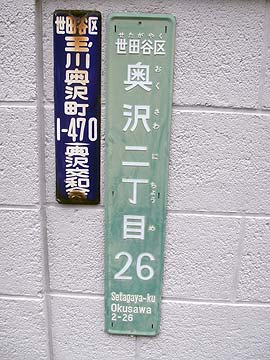 世田谷区
玉川奥沢町
1-470
奥沢交和会
せたがやく
世田谷区
奥沢二丁目
おくさわにちょうめ
26
Setagaya-ku
Okusawa
2-26